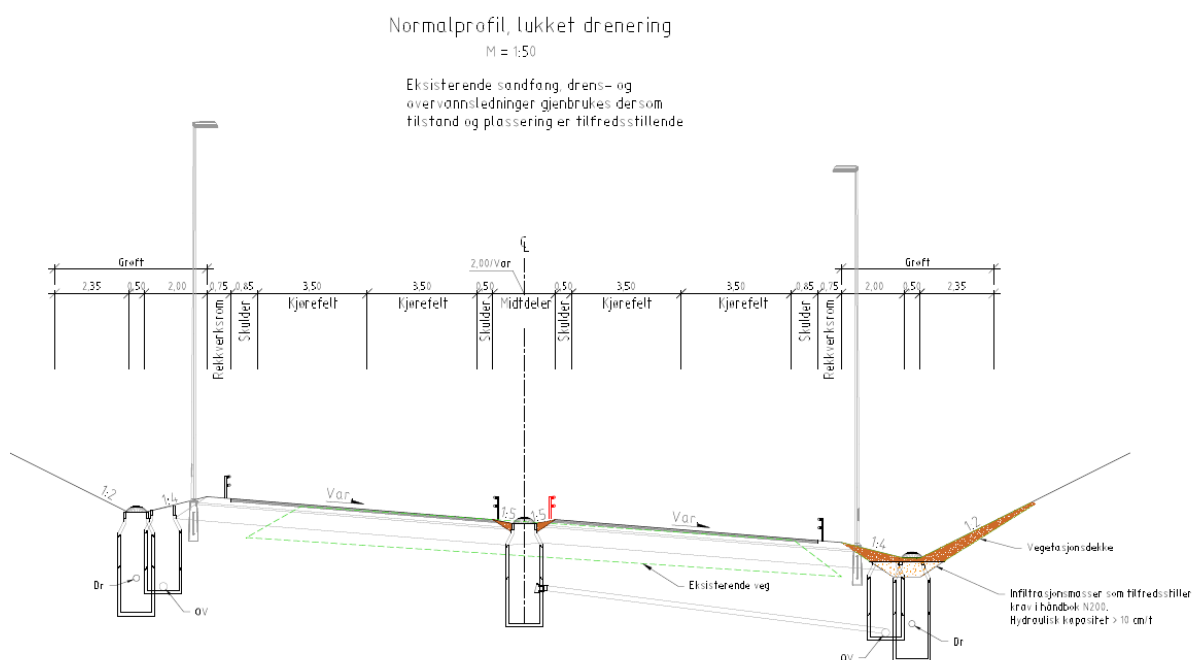 Normalprofil, lukket drenering
M = 1:50
Eksisterende sandfang, drens- og
overvannsledninger gjenbrukes dersom
tilstand og plassering er tilfredsstillende
℄
Grøft
2,00/Var
Grøft
2,35 0,50 2,00 0,75 0,85 3,50 3,50 0,50 0,50 3,50 3,50 0,85 0,75 2,00 0,50 2,35
Rekkverksrom Skulder Kjørefelt Kjørefelt Skulder Midtdeler Skulder Kjørefelt Kjørefelt Skulder Rekkverksrom
1:2 1:4 Var 1:5 1:5 Var 1:4 1:2
Vegetasjonsdekke
Dr
Eksisterende veg
OV
Infiltrasjonsmasser som tilfredsstiller
krav i håndbok N200.
Hydraulisk kapasitet > 10 cm/t
Dr
OV